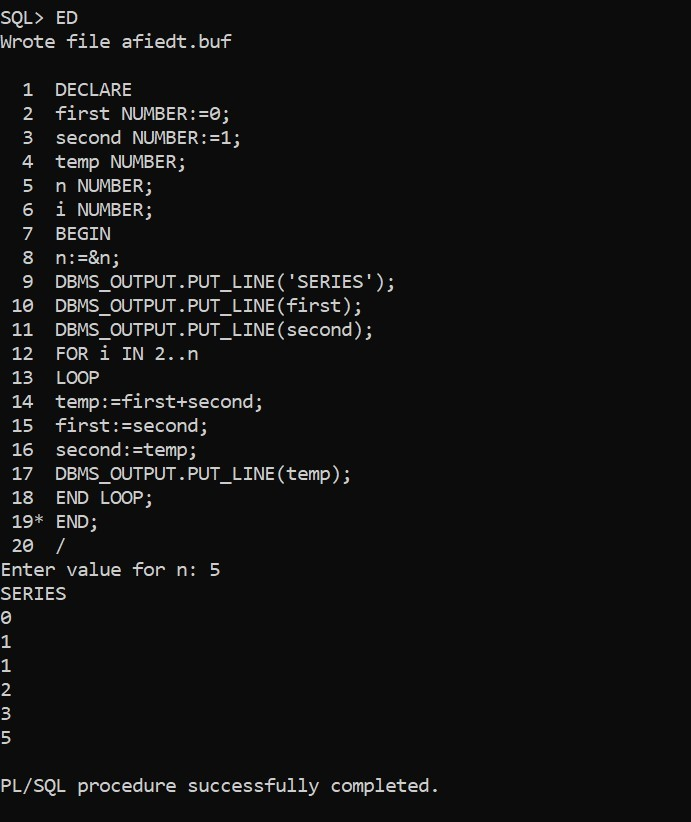 SQL> ED
Wrote file afiedt.buf
1 DECLARE
2 first NUMBER:=0;
3 second NUMBER:=1;
4 temp NUMBER;
5 n NUMBER;
6 i NUMBER;
7 BEGIN
8 n:=&n;
9 DBMS_OUTPUT.PUT_LINE('SERIES');
10 DBMS_OUTPUT.PUT_LINE(first);
11 DBMS_OUTPUT.PUT_LINE(second);
12 FOR i IN 2..n
13 LOOP
14 temp:=first+second;
15 first:=second;
16 second:=temp;
17 DBMS_OUTPUT.PUT_LINE(temp);
18 END LOOP;
19* END;
20 /
Enter value for n: 5
SERIES
0
1
1
2
3
5
PL/SQL procedure successfully completed.